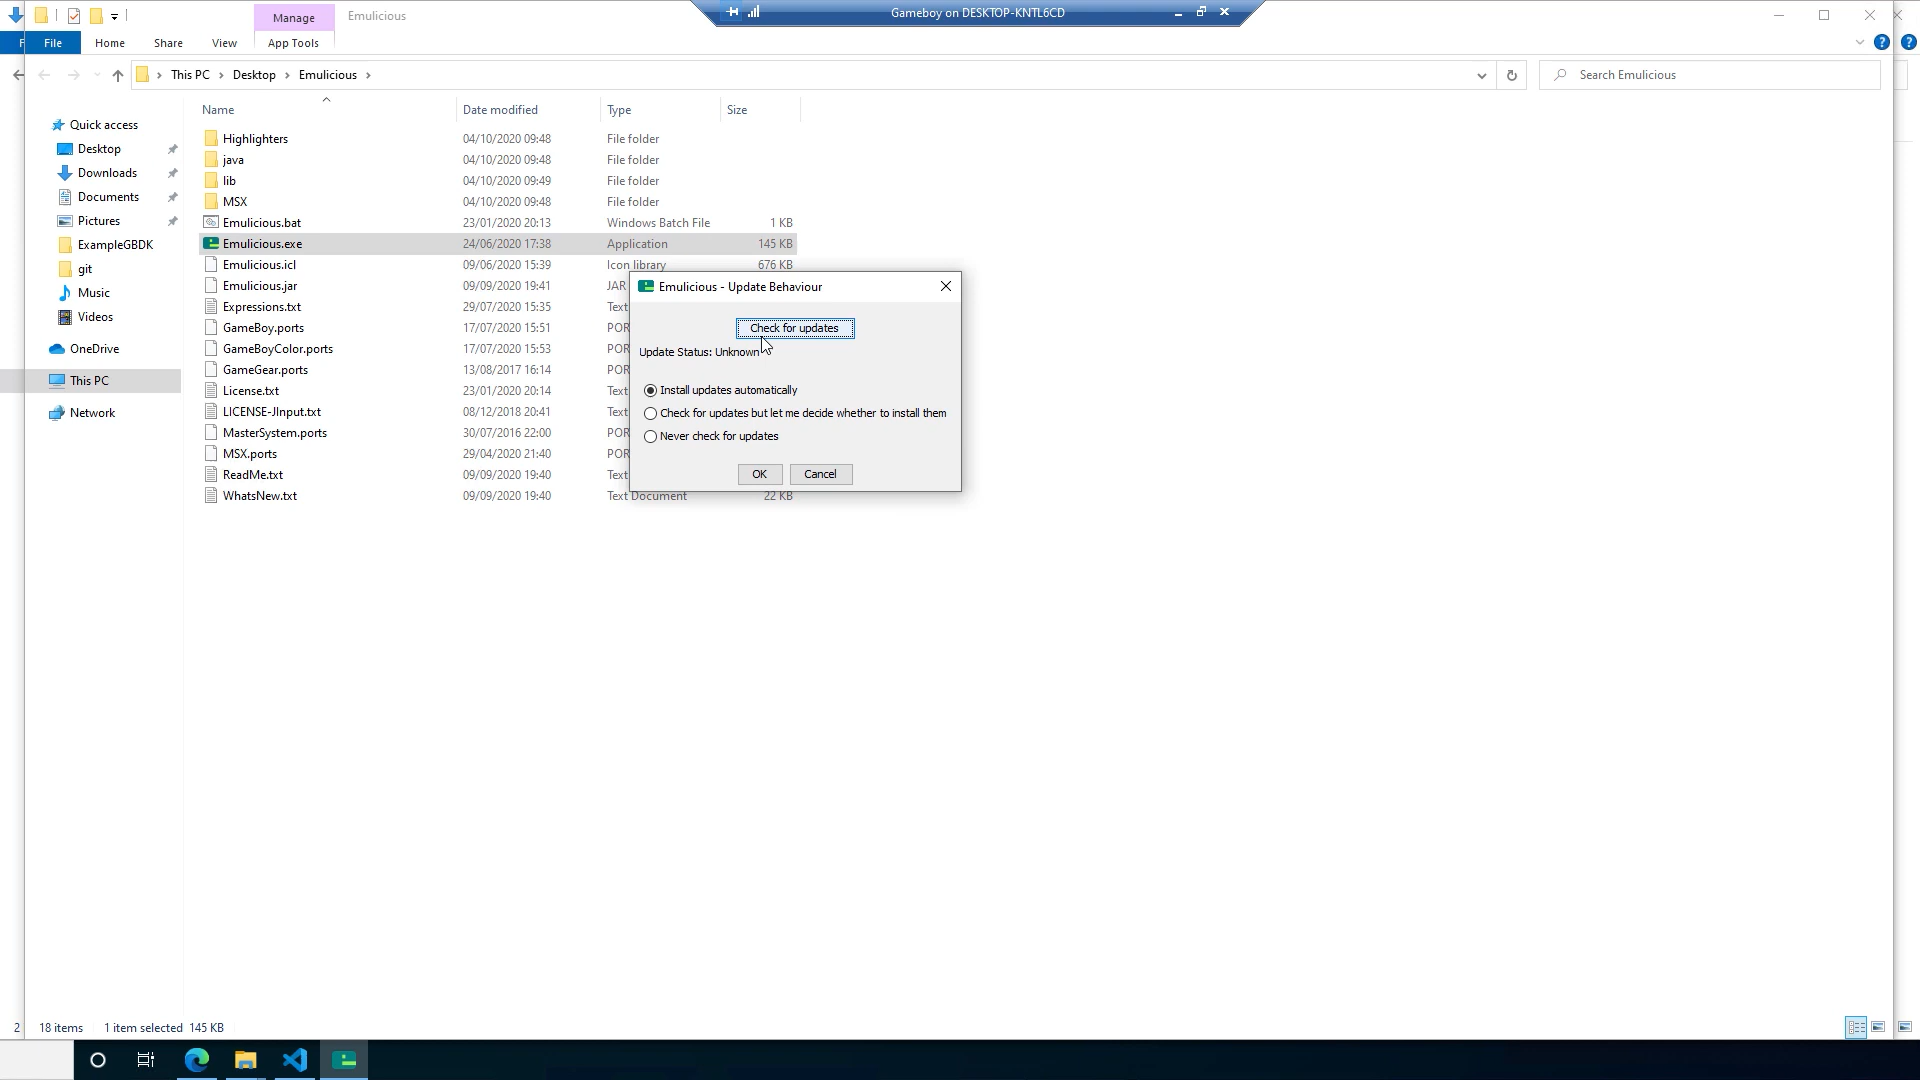 Manage
Emulicious
Gameboy on DESKTOP-KNTL6CD
F
File
Home
Share
View
App Tools
This PC
Desktop
Emulicious
Search Emulicious
Name
Date modified
Type
Size
Quick access
Desktop
Downloads
Documents
Pictures
ExampleGBDK
git
Music
Videos
OneDrive
This PC
Network
Highlighters 04/10/2020 09:48 File folder
java 04/10/2020 09:48 File folder
lib 04/10/2020 09:49 File folder
MSX 04/10/2020 09:48 File folder
Emulicious.bat 23/01/2020 20:13 Windows Batch File 1 KB
Emulicious.exe 24/06/2020 17:38 Application 145 KB
Emulicious.icl 09/06/2020 15:39 Icon library 676 KB
Emulicious.jar 09/09/2020 19:41 JAR
Expressions.txt 29/07/2020 15:35 Text
GameBoy.ports 17/07/2020 15:51 POR
GameBoyColor.ports 17/07/2020 15:53 POR
GameGear.ports 13/08/2017 16:14 POR
License.txt 23/01/2020 20:14 Text
LICENSE-JInput.txt 08/12/2018 20:41 Text
MasterSystem.ports 30/07/2016 22:00 POR
MSX.ports 29/04/2020 21:40 POR
ReadMe.txt 09/09/2020 19:40 Text
WhatsNew.txt 09/09/2020 19:40 Text Document 22 KB
Emulicious - Update Behaviour
Check for updates
Update Status: Unknown
Install updates automatically
Check for updates but let me decide whether to install them
Never check for updates
OK
Cancel
2
18 items
1 item selected 145 KB